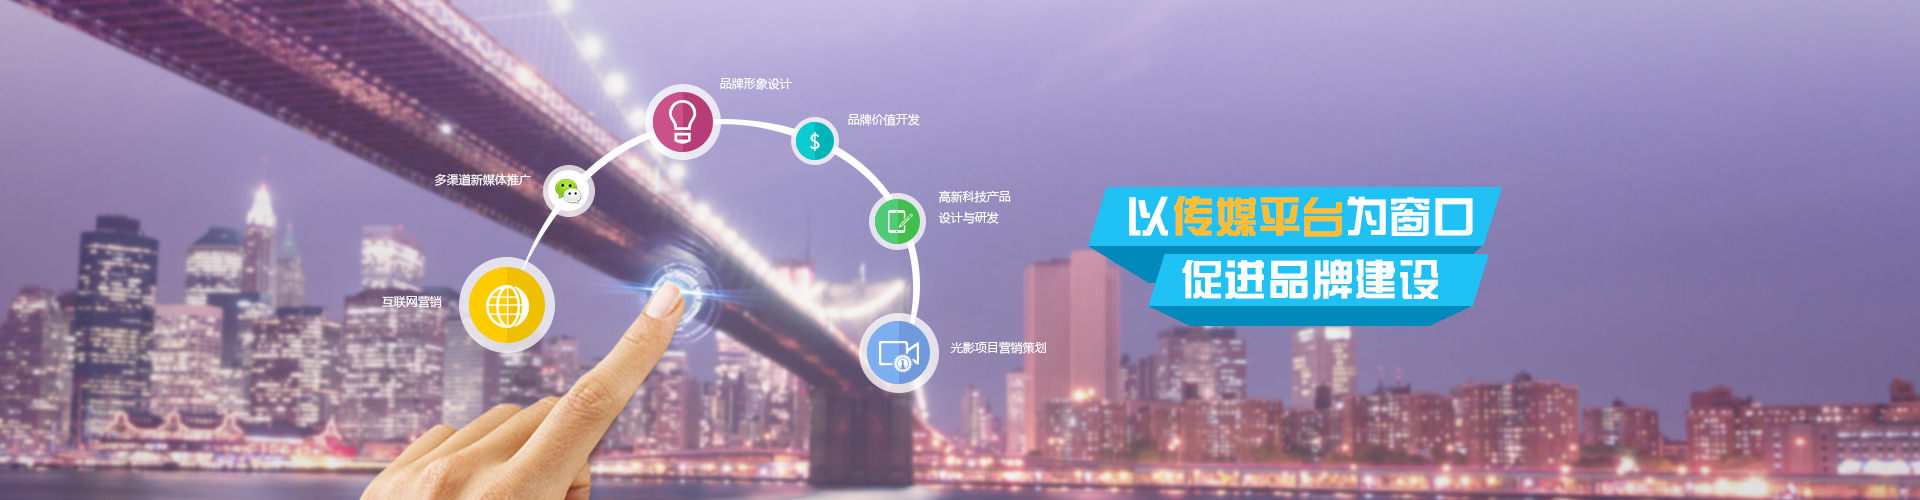 品牌形象设计
品牌价值开发
多渠道新媒体推广
高新科技产品
设计与研发
以传媒平台为窗口
促进品牌建设
互联网营销
光影项目营销策划
$